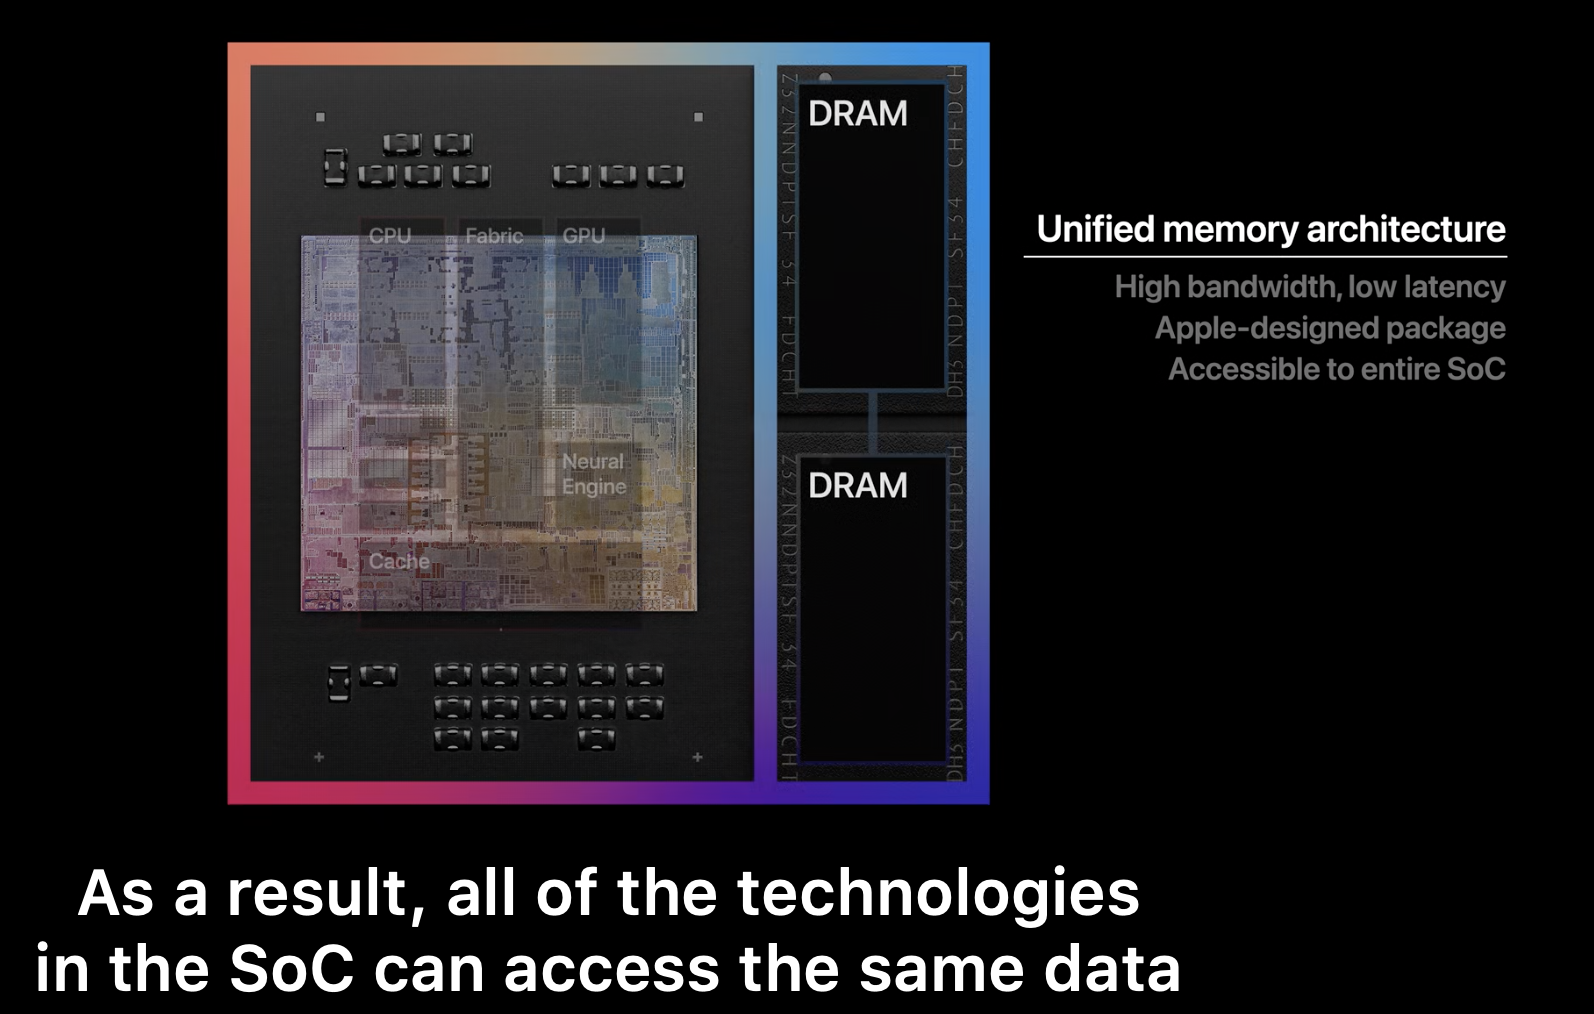 DRAM
CPU
Fabric
GPU
Unified memory architecture
High bandwidth, low latency
Apple-designed package
Accessible to entire SoC
Neural
Engine
DRAM
Cache
As a result, all of the technologies
in the SoC can access the same data